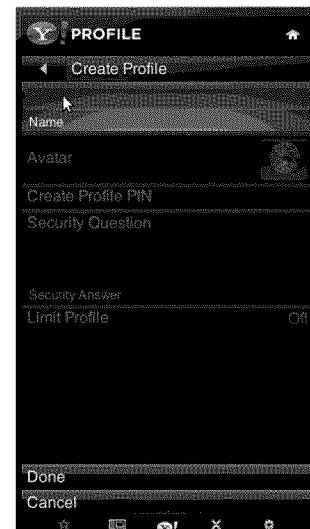 Y! PROFILE
Create Profile
Name
Avatar
Create Profile PIN
Security Question
Security Answer
Limit Profile Off
Done
Cancel
Y!